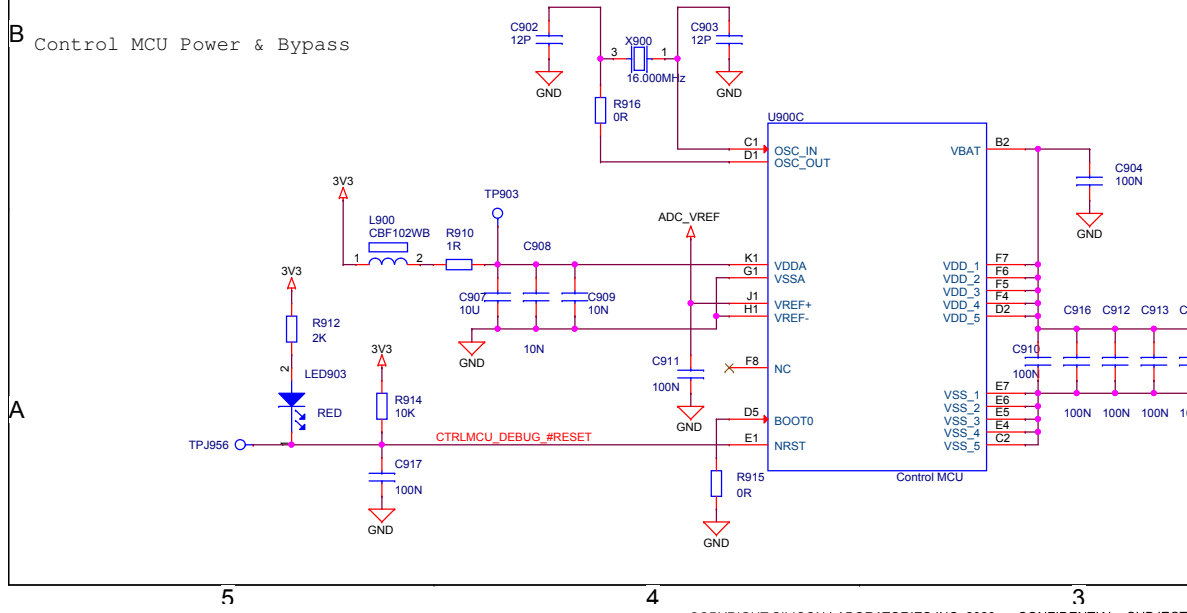 B
Control MCU Power & Bypass
C902
12P
GND
3
X900
1
16.000MHz
C903
12P
GND
R916
0R
U900C
C1
OSC_IN
D1
OSC_OUT
VBAT
B2
C904
100N
GND
3V3
TP903
L900
CBF102WB
1
2
R910
1R
C908
ADC_VREF
K1
VDDA
G1
VSSA
J1
VREF+
H1
VREF-
VDD_1
F7
VDD_2
F6
VDD_3
F5
VDD_4
F4
VDD_5
D2
3V3
R912
2K
C907
10U
C909
10N
10N
GND
C916
C912
C913
C910
100N
100N
100N
100N
3V3
2
LED903
RED
R914
10K
C911
100N
GND
F8
NC
VSS_1
E7
VSS_2
E6
VSS_3
E5
VSS_4
E4
VSS_5
C2
A
D5
BOOT0
TPJ956
1
CTRLMCU_DEBUG_#RESET
E1
NRST
Control MCU
C917
100N
GND
R915
0R
GND
5
4
3